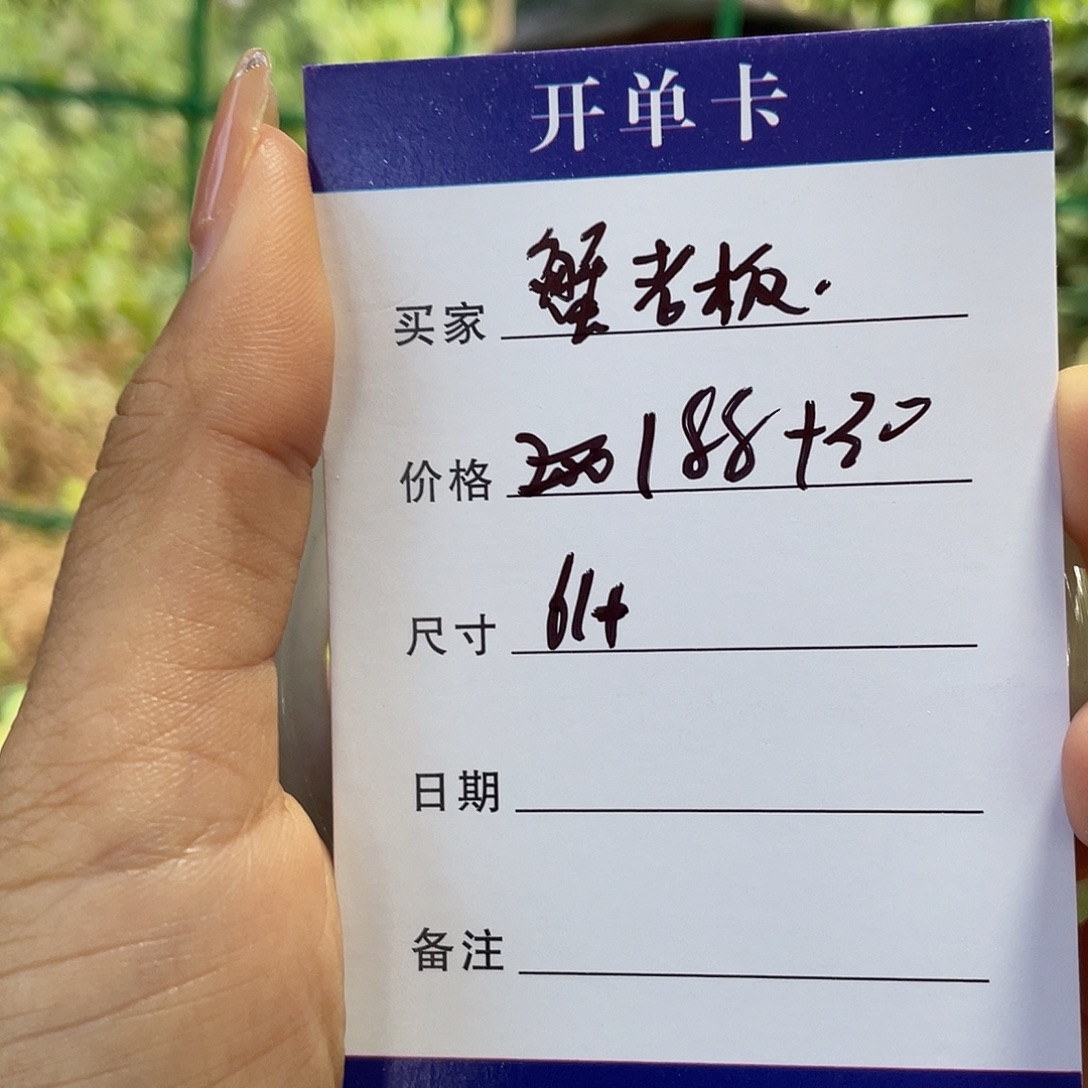 开单卡
买家 蟹老板.
价格 188+30
尺寸 61+
日期
备注